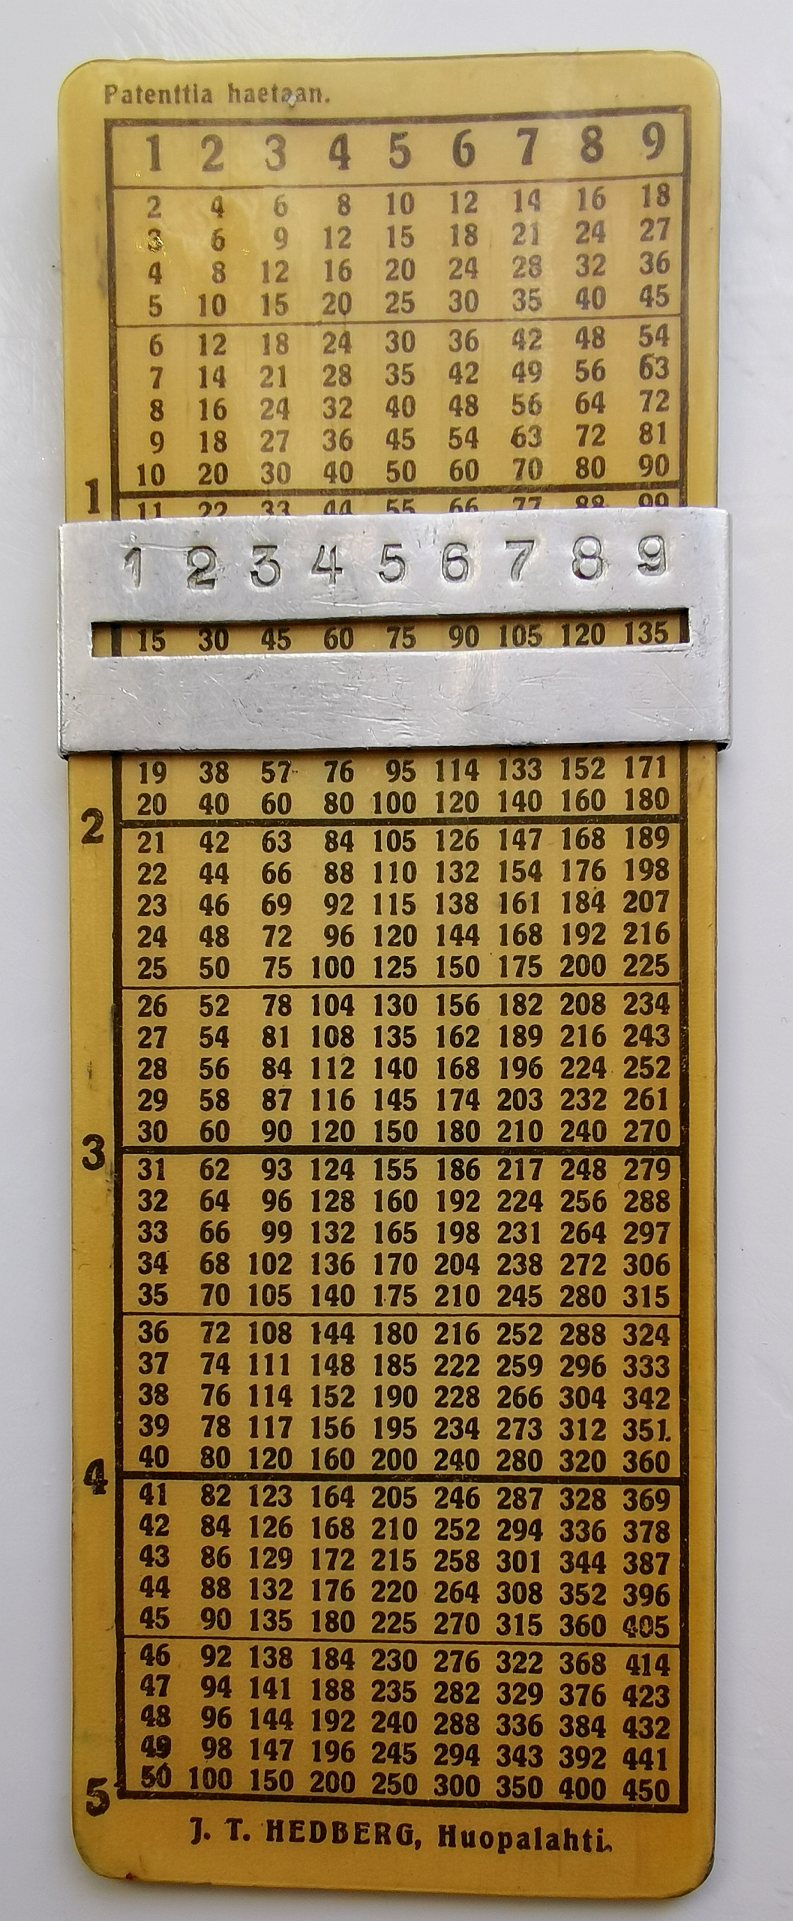 Patenttia haetaan.
1 2 3 4 5 6 7 8 9
2 4 6 8 10 12 14 16 18
3 6 9 12 15 18 21 24 27
4 8 12 16 20 24 28 32 36
5 10 15 20 25 30 35 40 45
6 12 18 24 30 36 42 48 54
7 14 21 28 35 42 49 56 63
8 16 24 32 40 48 56 64 72
9 18 27 36 45 54 63 72 81
10 20 30 40 50 60 70 80 90
1
11 22 33 44 55 66 77 88 99
1 2 3 4 5 6 7 8 9
15 30 45 60 75 90 105 120 135
19 38 57 76 95 114 133 152 171
20 40 60 80 100 120 140 160 180
2
21 42 63 84 105 126 147 168 189
22 44 66 88 110 132 154 176 198
23 46 69 92 115 138 161 184 207
24 48 72 96 120 144 168 192 216
25 50 75 100 125 150 175 200 225
26 52 78 104 130 156 182 208 234
27 54 81 108 135 162 189 216 243
28 56 84 112 140 168 196 224 252
29 58 87 116 145 174 203 232 261
30 60 90 120 150 180 210 240 270
3
31 62 93 124 155 186 217 248 279
32 64 96 128 160 192 224 256 288
33 66 99 132 165 198 231 264 297
34 68 102 136 170 204 238 272 306
35 70 105 140 175 210 245 280 315
36 72 108 144 180 216 252 288 324
37 74 111 148 185 222 259 296 333
38 76 114 152 190 228 266 304 342
39 78 117 156 195 234 273 312 351.
40 80 120 160 200 240 280 320 360
4
41 82 123 164 205 246 287 328 369
42 84 126 168 210 252 294 336 378
43 86 129 172 215 258 301 344 387
44 88 132 176 220 264 308 352 396
45 90 135 180 225 270 315 360 405
46 92 138 184 230 276 322 368 414
47 94 141 188 235 282 329 376 423
48 96 144 192 240 288 336 384 432
49 98 147 196 245 294 343 392 441
50 100 150 200 250 300 350 400 450
5
J. T. HEDBERG, Huopalahti.